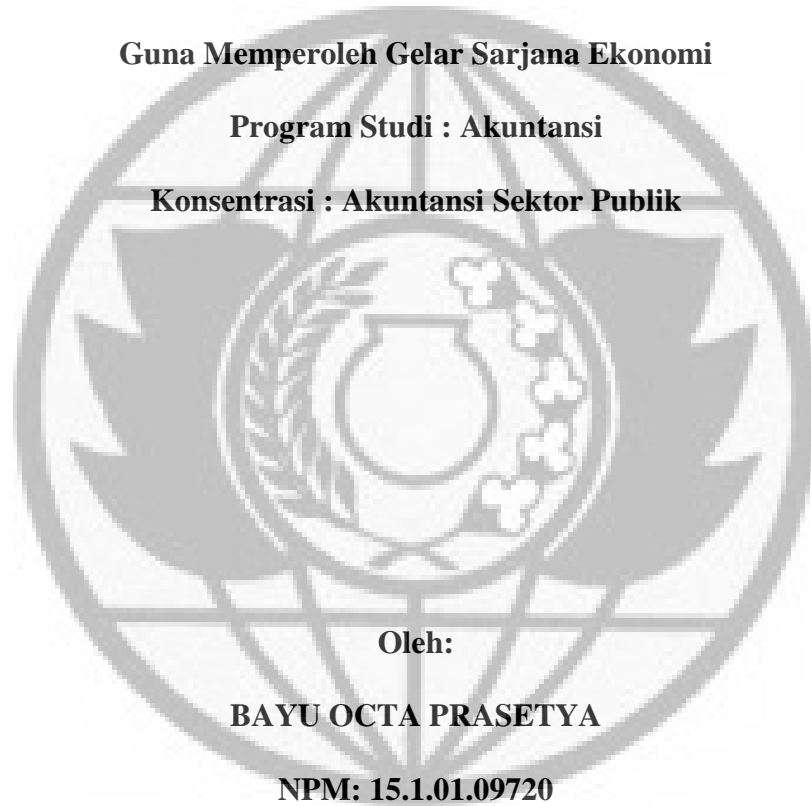 Guna Memperoleh Gelar Sarjana Ekonomi
Program Studi : Akuntansi
Konsentrasi : Akuntansi Sektor Publik
Oleh:
BAYU OCTA PRASETYA
NPM: 15.1.01.09720